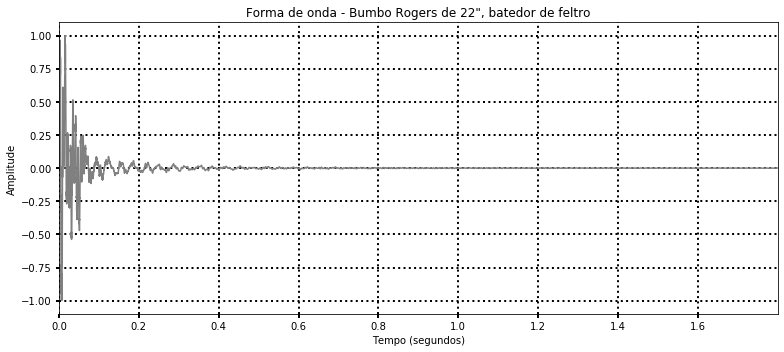 Forma de onda - Bumbo Rogers de 22", batedor de feltro
1.00
0.75
0.50
0.25
0.00
−0.25
−0.50
−0.75
−1.00
Amplitude
0.0 0.2 0.4 0.6 0.8 1.0 1.2 1.4 1.6
Tempo (segundos)